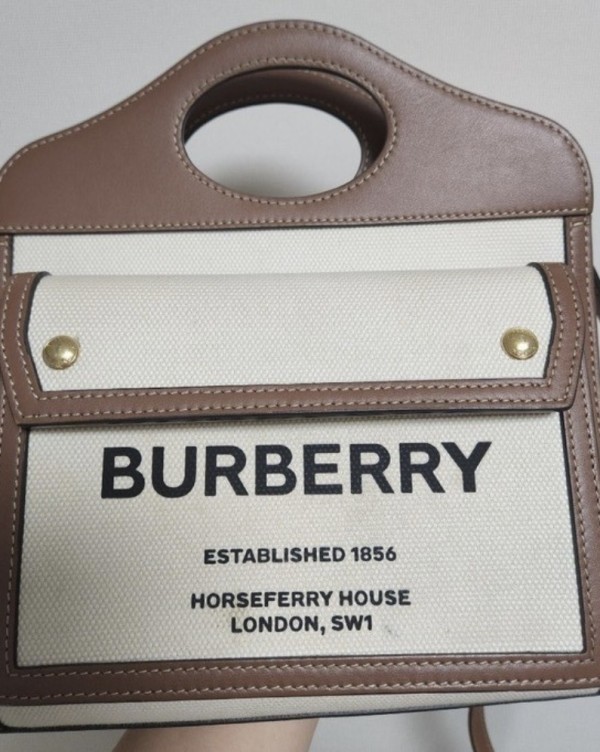 BURBERRY
ESTABLISHED 1856
HORSEFERRY HOUSE
LONDON, SW1